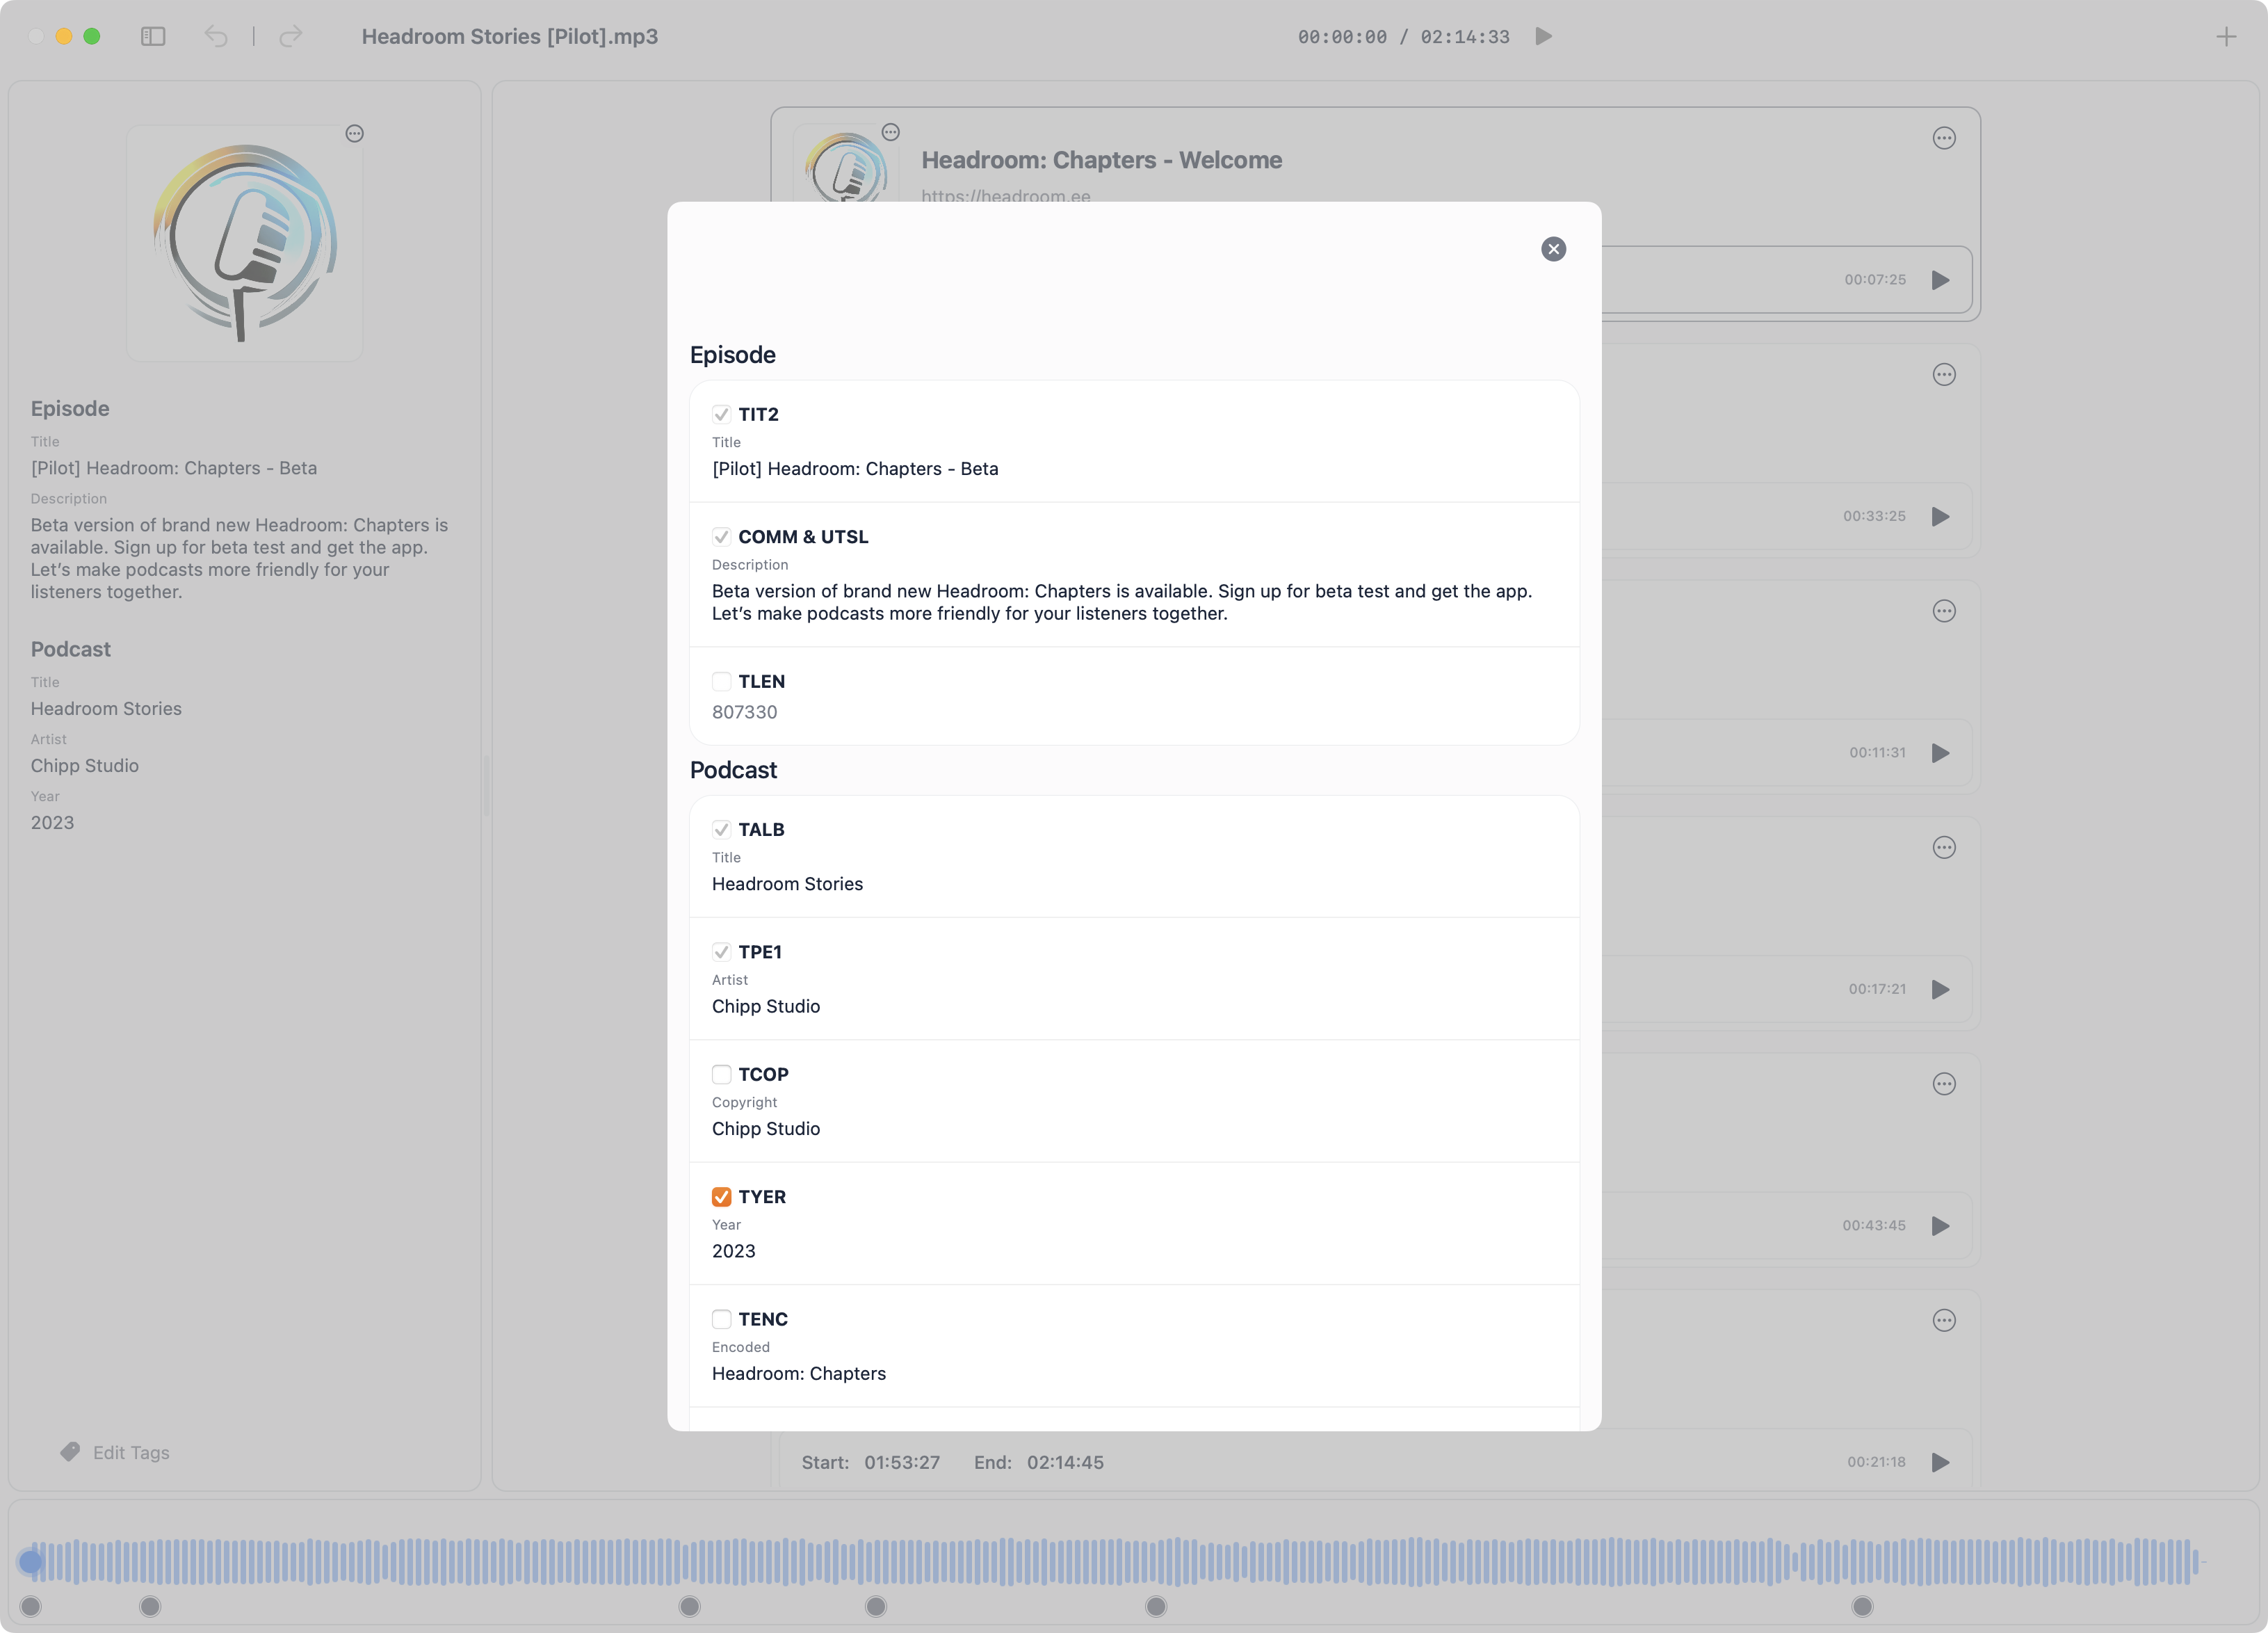 Headroom Stories [Pilot].mp3
00:00:00 / 02:14:33
Episode
Title
[Pilot] Headroom: Chapters - Beta
Description
Beta version of brand new Headroom: Chapters is
available. Sign up for beta test and get the app.
Let’s make podcasts more friendly for your
listeners together.
Podcast
Title
Headroom Stories
Artist
Chipp Studio
Year
2023
Edit Tags
Headroom: Chapters - Welcome
https://headroom.ee
00:07:25
00:33:25
00:11:31
00:17:21
00:43:45
Start: 01:53:27 End: 02:14:45
00:21:18
Episode
TIT2
Title
[Pilot] Headroom: Chapters - Beta
COMM & UTSL
Description
Beta version of brand new Headroom: Chapters is available. Sign up for beta test and get the app.
Let’s make podcasts more friendly for your listeners together.
TLEN
807330
Podcast
TALB
Title
Headroom Stories
TPE1
Artist
Chipp Studio
TCOP
Copyright
Chipp Studio
TYER
Year
2023
TENC
Encoded
Headroom: Chapters